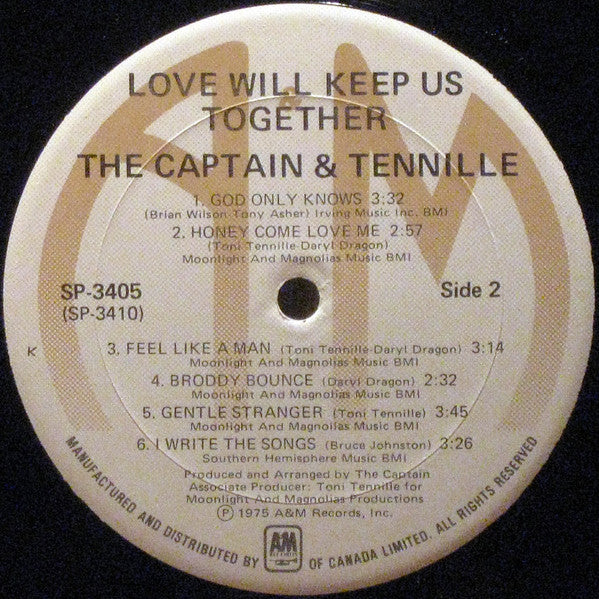 LOVE WILL KEEP US
TOGETHER
THE CAPTAIN & TENNILLE
1. GOD ONLY KNOWS 3:32
(Brian Wilson-Tony Asher) Irving Music Inc. BMI
2. HONEY COME LOVE ME 2:57
(Toni Tennille-Daryl Dragon)
Moonlight And Magnolias Music BMI
SP-3405
(SP-3410)
Side 2
K
3. FEEL LIKE A MAN (Toni Tennille-Daryl Dragon) 3:14
Moonlight And Magnolias Music BMI
4. BRODDY BOUNCE (Daryl Dragon) 2:32
Moonlight And Magnolias Music BMI
5. GENTLE STRANGER (Toni Tennille) 3:45
Moonlight And Magnolias Music BMI
6. I WRITE THE SONGS (Bruce Johnston) 3:26
Southern Hemisphere Music BMI
Produced and Arranged by The Captain
Associate Producer: Toni Tennille for
Moonlight And Magnolias Productions
Ⓟ 1975 A&M Records, Inc.
MANUFACTURED AND DISTRIBUTED BY A&M RECORDS OF CANADA LIMITED. ALL RIGHTS RESERVED
A&M